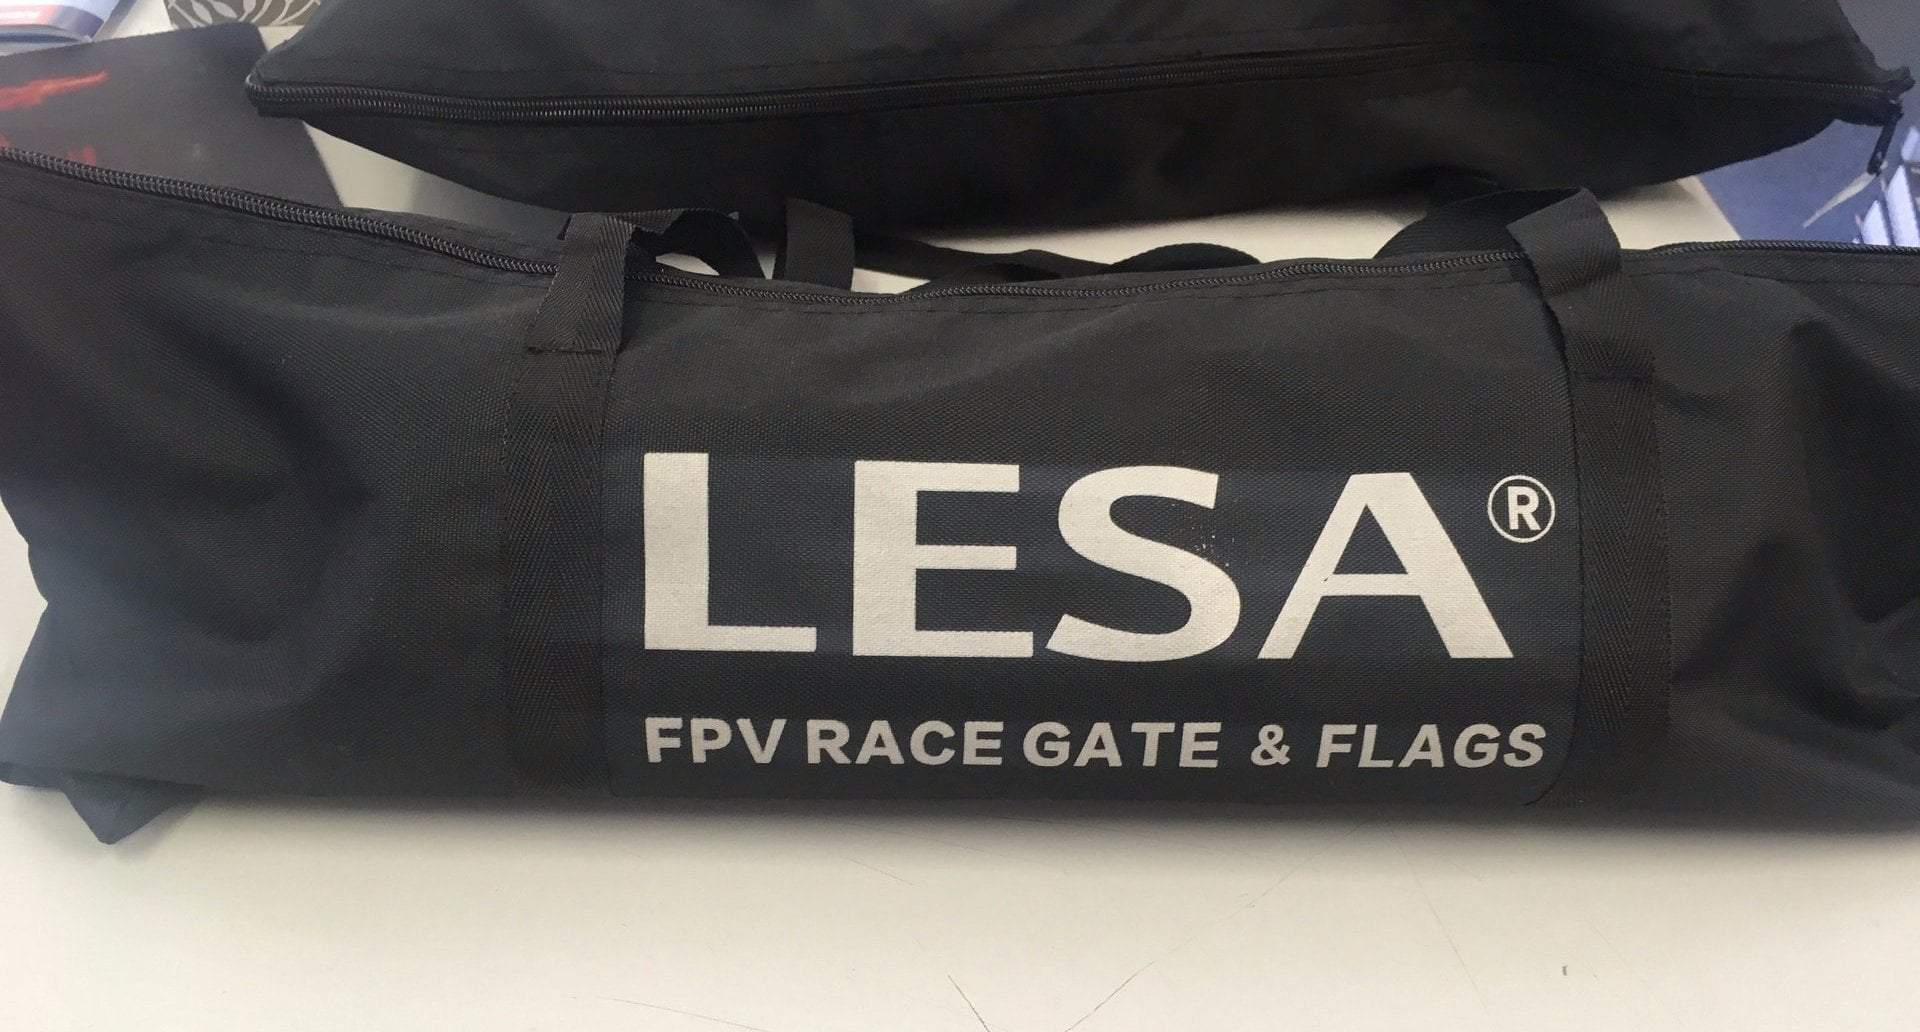 LESA®
FPV RACE GATE & FLAGS